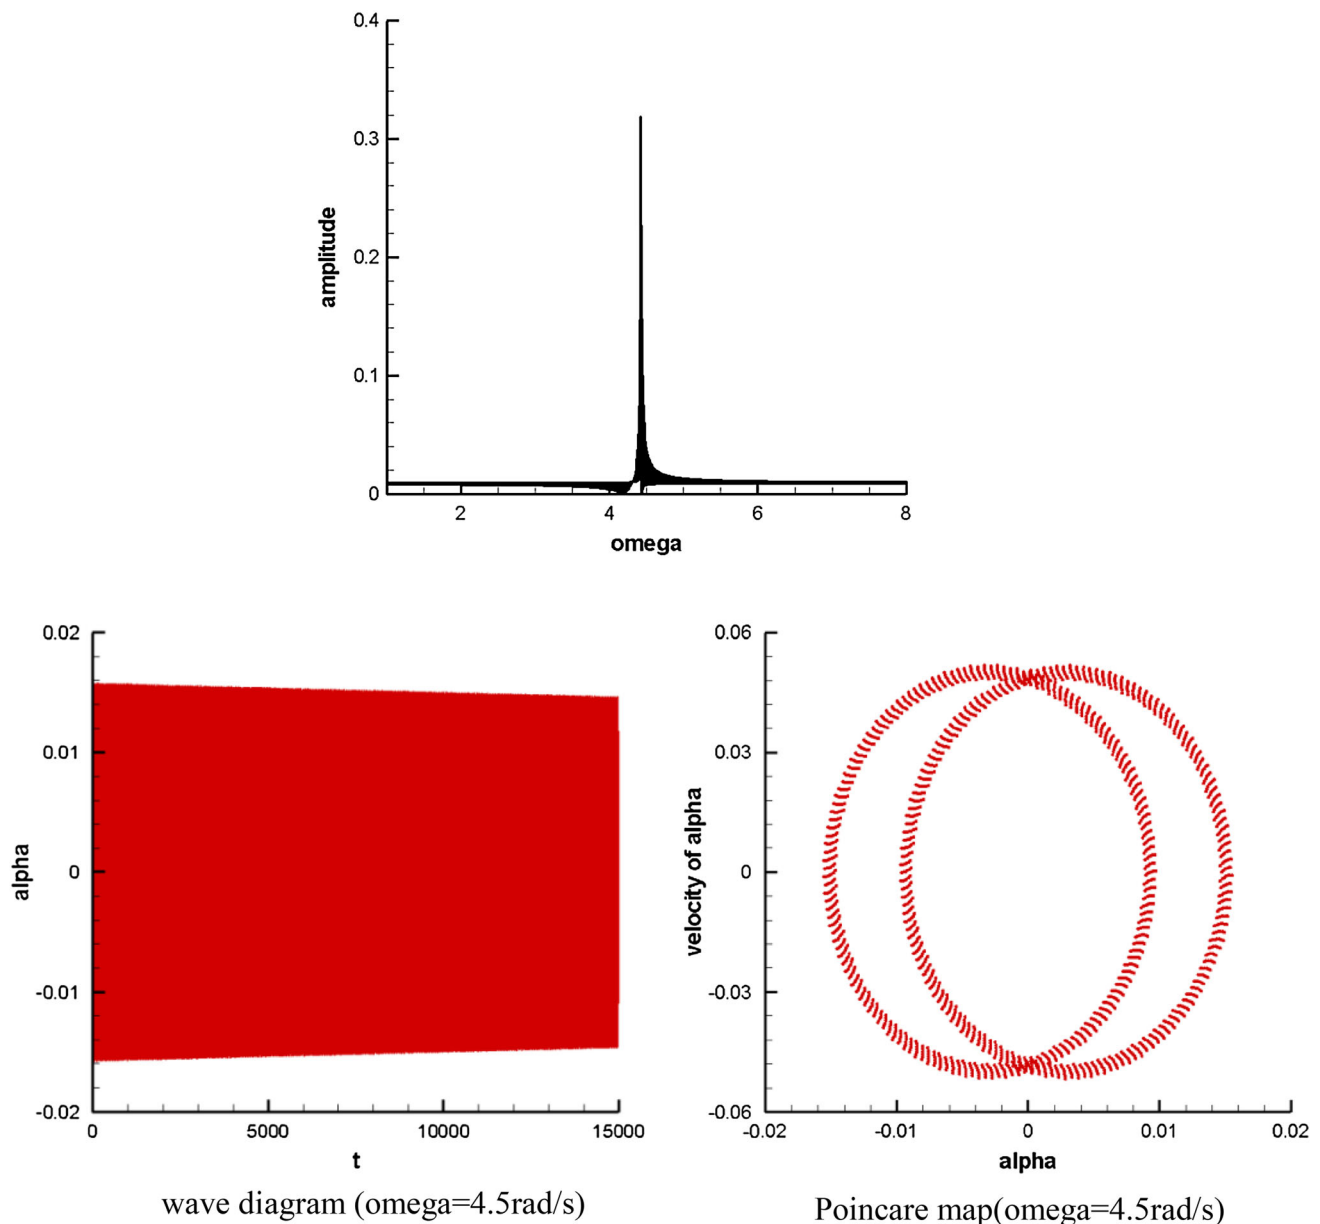 0.4
0.3
0.2
0.1
0
amplitude
2 4 6 8
omega
0.02
0.01
0
-0.01
-0.02
alpha
0 5000 10000 15000
t
wave diagram (omega=4.5rad/s)
0.06
0.03
0
-0.03
-0.06
velocity of alpha
-0.02 -0.01 0 0.01 0.02
alpha
Poincare map(omega=4.5rad/s)